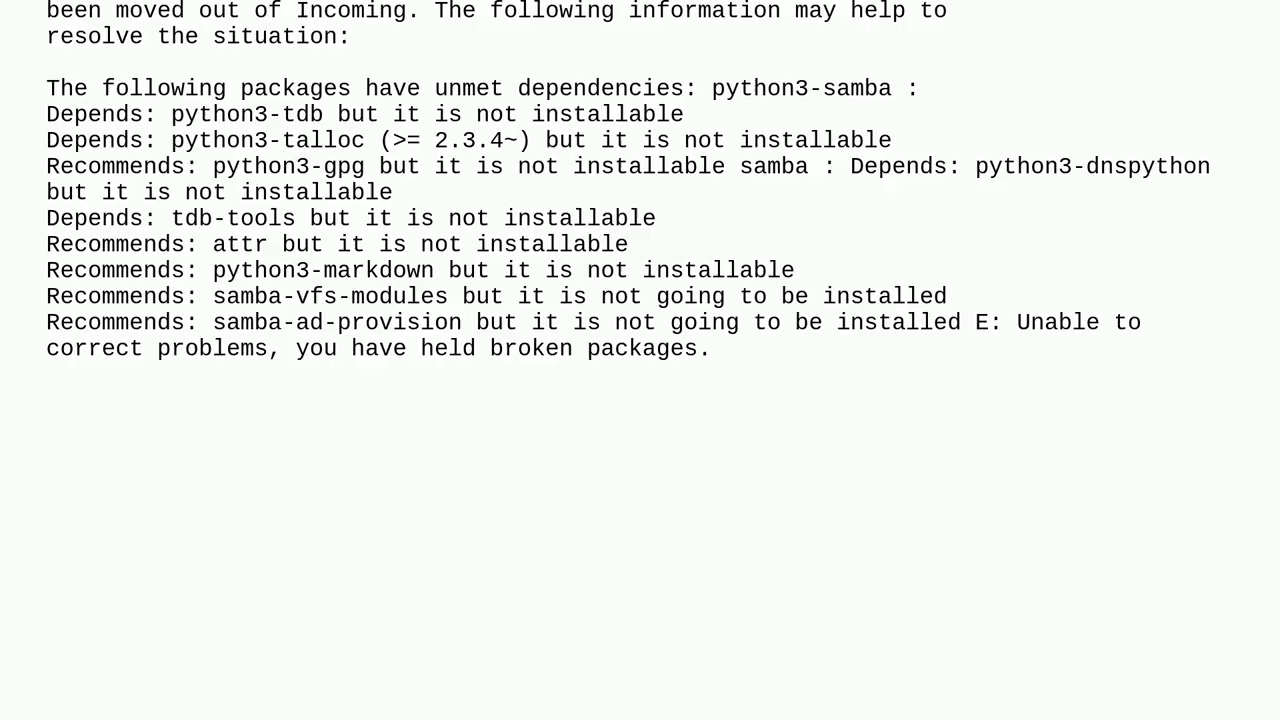 been moved out of Incoming. The following information may help to
resolve the situation:
The following packages have unmet dependencies: python3-samba :
Depends: python3-tdb but it is not installable
Depends: python3-talloc (>= 2.3.4~) but it is not installable
Recommends: python3-gpg but it is not installable samba : Depends: python3-dnspython
but it is not installable
Depends: tdb-tools but it is not installable
Recommends: attr but it is not installable
Recommends: python3-markdown but it is not installable
Recommends: samba-vfs-modules but it is not going to be installed
Recommends: samba-ad-provision but it is not going to be installed E: Unable to
correct problems, you have held broken packages.